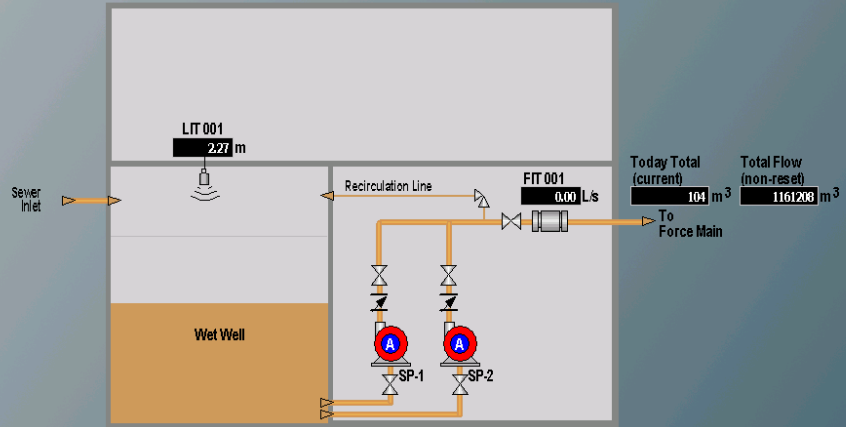 LIT 001
2.27 m
Sewer
Inlet
Recirculation Line
FIT 001
0.00 L/s
Today Total
(current)
104 m³
Total Flow
(non-reset)
1161208 m³
To
Force Main
Wet Well
A
SP-1
A
SP-2